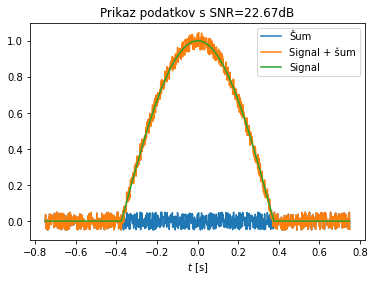 Prikaz podatkov s SNR=22.67dB
Šum
Signal + šum
Signal
1.0
0.8
0.6
0.4
0.2
0.0
−0.8 −0.6 −0.4 −0.2 0.0 0.2 0.4 0.6 0.8
t [s]